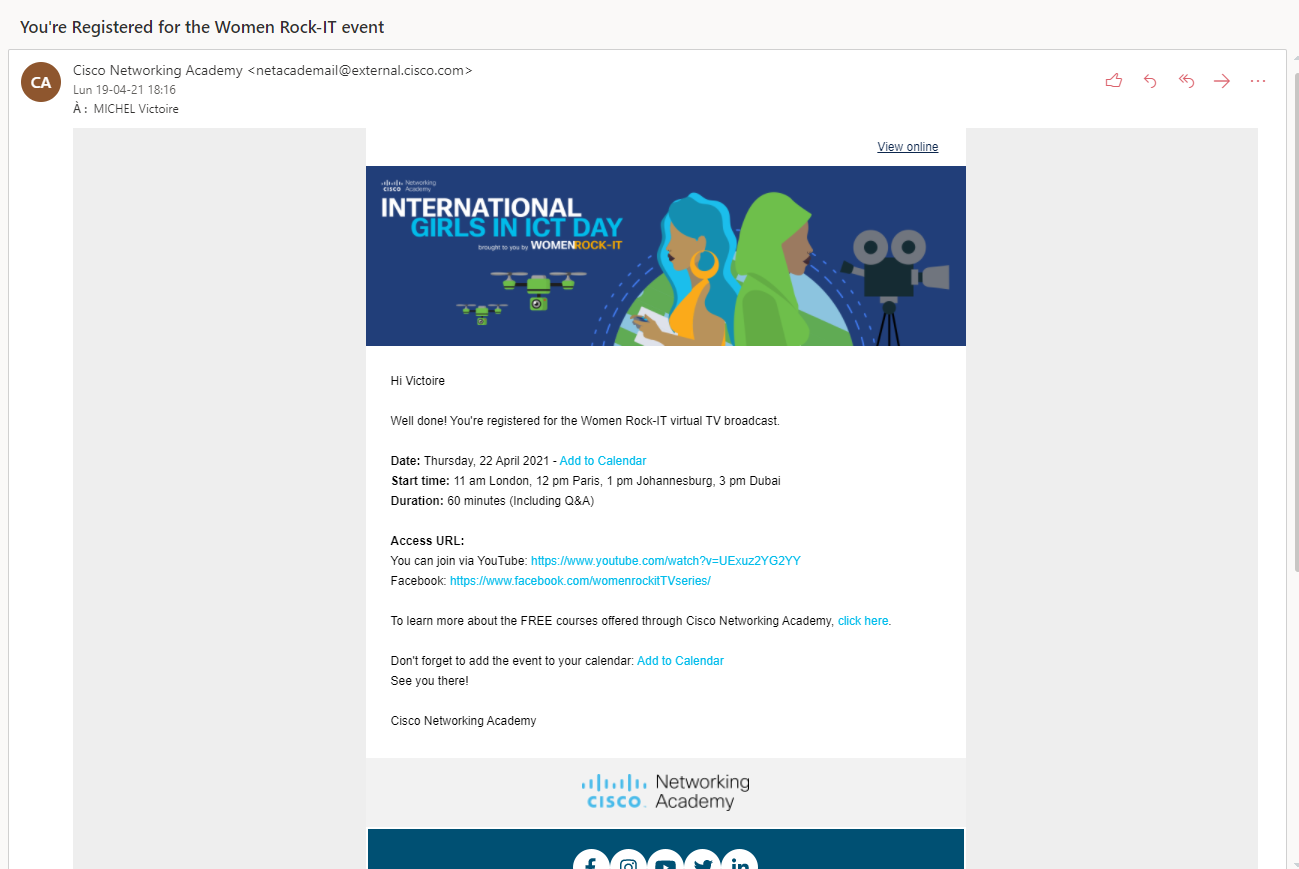 You're Registered for the Women Rock-IT event
CA
Cisco Networking Academy <netacademail@external.cisco.com>
Lun 19-04-21 18:16
À : MICHEL Victoire
View online
CISCO Networking Academy
INTERNATIONAL
GIRLS IN ICT DAY
brought to you by WOMENROCK-IT
Hi Victoire
Well done! You're registered for the Women Rock-IT virtual TV broadcast.
Date: Thursday, 22 April 2021 - Add to Calendar
Start time: 11 am London, 12 pm Paris, 1 pm Johannesburg, 3 pm Dubai
Duration: 60 minutes (Including Q&A)
Access URL:
You can join via YouTube: https://www.youtube.com/watch?v=UExuz2YG2YY
Facebook: https://www.facebook.com/womenrockitTVseries/
To learn more about the FREE courses offered through Cisco Networking Academy, click here.
Don't forget to add the event to your calendar: Add to Calendar
See you there!
Cisco Networking Academy
Networking
CISCO. Academy